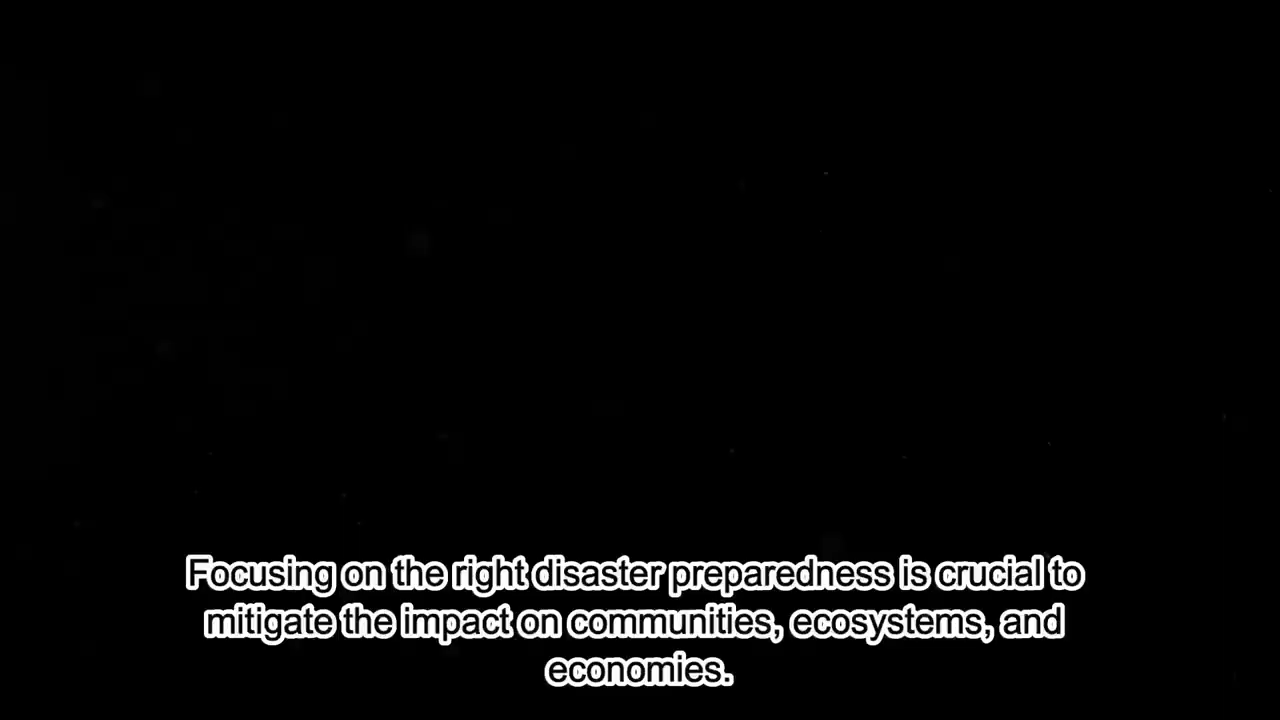 Focusing on the right disaster preparedness is crucial to
mitigate the impact on communities, ecosystems, and
economies.